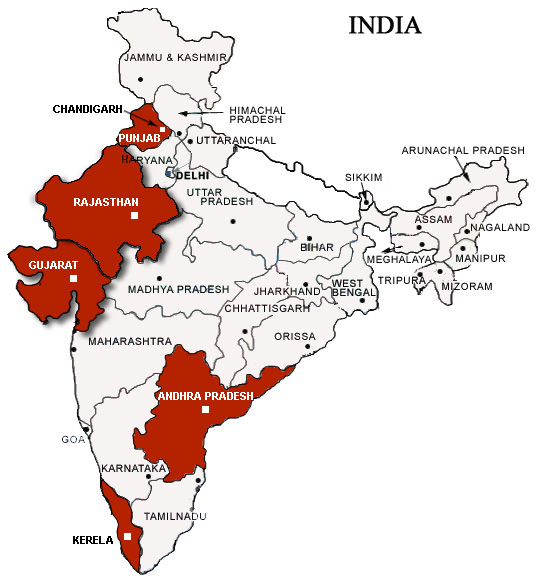 INDIA
JAMMU & KASHMIR
CHANDIGARH
HIMACHAL
PRADESH
PUNJAB
UTTARANCHAL
HARYANA
DELHI
ARUNACHAL PRADESH
SIKKIM
RAJASTHAN
UTTAR
PRADESH
ASSAM
NAGALAND
BIHAR
MEGHALAYA
MANIPUR
GUJARAT
MADHYA PRADESH
JHARKHAND
WEST
BENGAL
TRIPURA
MIZORAM
CHHATTISGARH
MAHARASHTRA
ORISSA
ANDHRA PRADESH
GOA
KARNATAKA
TAMILNADU
KERELA